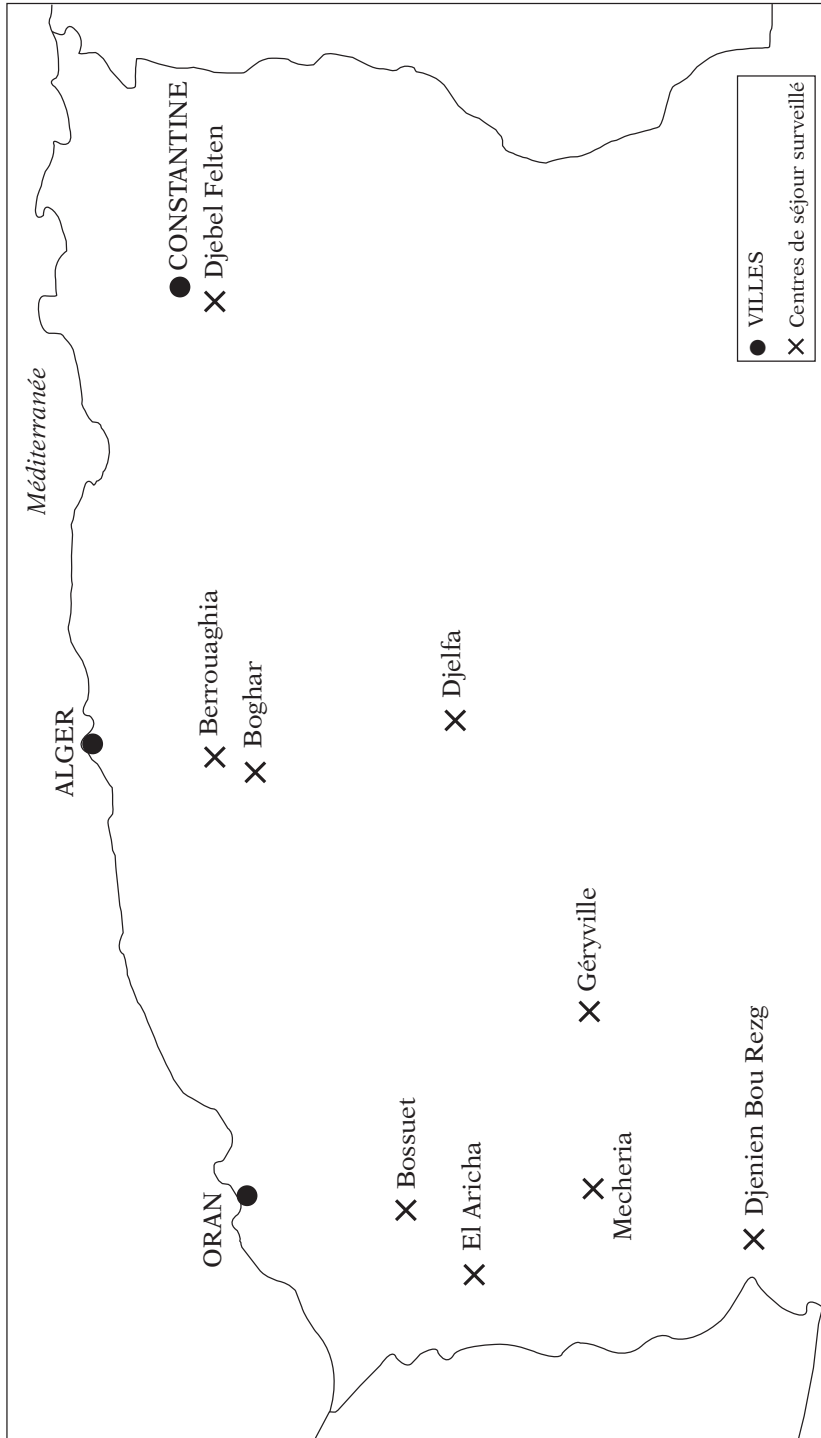 Méditerranée
ALGER
CONSTANTINE
Djebel Felten
ORAN
Berrouaghia
Boghar
Bossuet
Djelfa
El Aricha
Géryville
Mecheria
Djenien Bou Rezg
VILLES
Centres de séjour surveillé